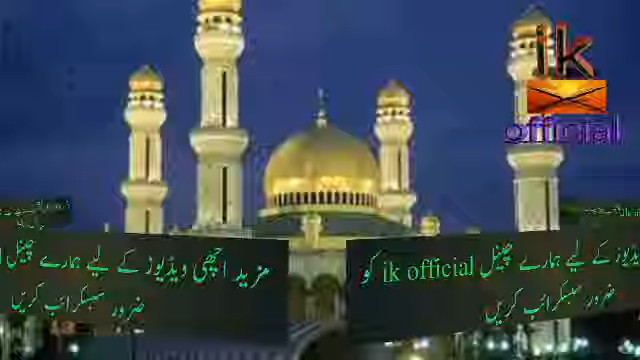 ik
official
مزید اچھی ویڈیوز کے لیے ہمارے چینل
ضرور سبسکرائب کریں
ویڈیوز کے لیے ہمارے چینل ik official کو
ضرور سبسکرائب کریں